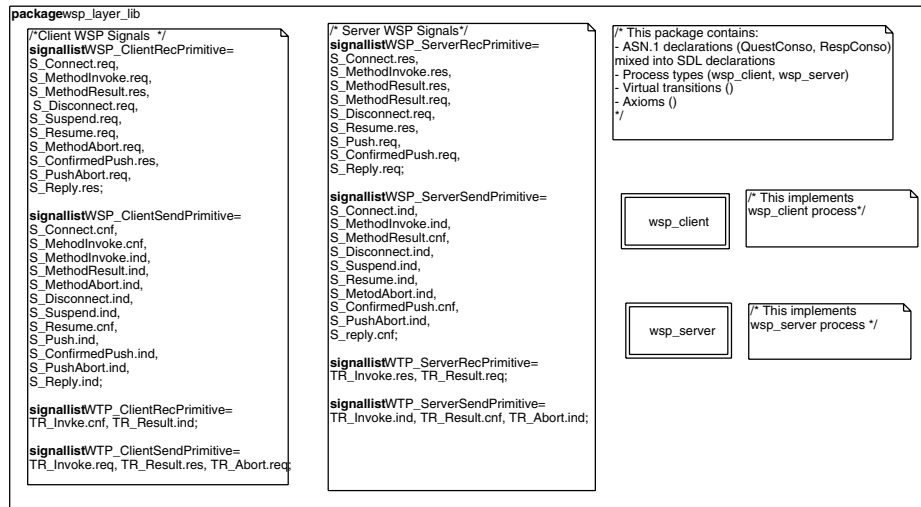 packagewsp_layer_lib
/*Client WSP Signals */
signallistWSP_ClientRecPrimitive=
S_Connect.req,
S_MethodInvoke.req,
S_MethodResult.res,
S_Disconnect.req,
S_Suspend.req,
S_Resume.req,
S_MethodAbort.req,
S_ConfirmedPush.res,
S_PushAbort.req,
S_Reply.res;
signallistWSP_ClientSendPrimitive=
S_Connect.cnf,
S_MehodInvoke.cnf,
S_MethodInvoke.ind,
S_MethodResult.ind,
S_MethodAbort.ind,
S_Disconnect.ind,
S_Suspend.ind,
S_Resume.cnf,
S_Push.ind,
S_ConfirmedPush.ind,
S_PushAbort.ind,
S_Reply.ind;
signallistWTP_ClientRecPrimitive=
TR_Invke.cnf, TR_Result.ind;
signallistWTP_ClientSendPrimitive=
TR_Invoke.req, TR_Result.res, TR_Abort.req;
/* Server WSP Signals*/
signallistWSP_ServerRecPrimitive=
S_Connect.res,
S_MethodInvoke.res,
S_MethodResult.res,
S_MethodResult.req,
S_Disconnect.req,
S_Resume.res,
S_Push.req,
S_ConfirmedPush.req,
S_Reply.req;
signallistWSP_ServerSendPrimitive=
S_Connect.ind,
S_MethodInvoke.ind,
S_MethodResult.cnf,
S_Disconnect.ind,
S_Suspend.ind,
S_Resume.ind,
S_MetodAbort.ind,
S_ConfirmedPush.cnf,
S_PushAbort.ind,
S_reply.cnf;
signallistWTP_ServerRecPrimitive=
TR_Invoke.res, TR_Result.req;
signallistWTP_ServerSendPrimitive=
TR_Invoke.ind, TR_Result.cnf, TR_Abort.ind;
/* This package contains:
- ASN.1 declarations (QuestConso, RespConso)
mixed into SDL declarations
- Process types (wsp_client, wsp_server)
- Virtual transitions ()
- Axioms ()
*/
wsp_client
/* This implements
wsp_client process*/
wsp_server
/* This implements
wsp_server process */